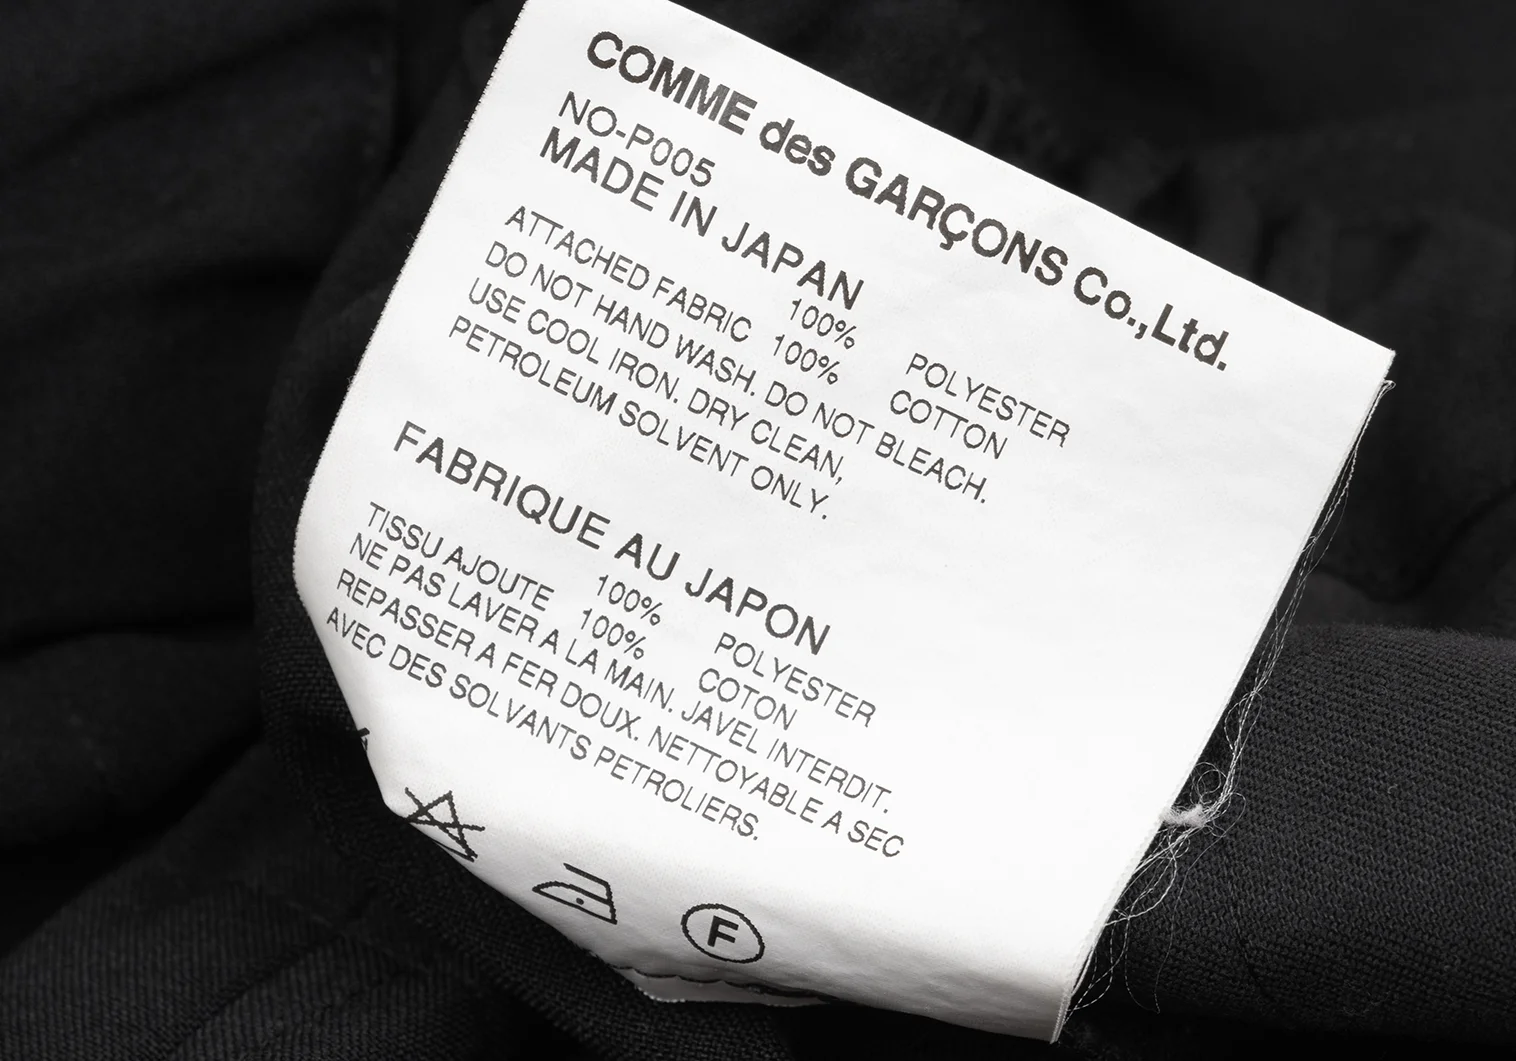 COMME des GARÇONS Co.,Ltd.
NO-P005
MADE IN JAPAN
100% POLYESTER
ATTACHED FABRIC 100% COTTON
DO NOT HAND WASH. DO NOT BLEACH.
USE COOL IRON. DRY CLEAN,
PETROLEUM SOLVENT ONLY.
FABRIQUE AU JAPON
100% POLYESTER
TISSU AJOUTE 100% COTON
NE PAS LAVER A LA MAIN. JAVEL INTERDIT.
REPASSER A FER DOUX. NETTOYABLE A SEC
AVEC DES SOLVANTS PETROLIERS.
F